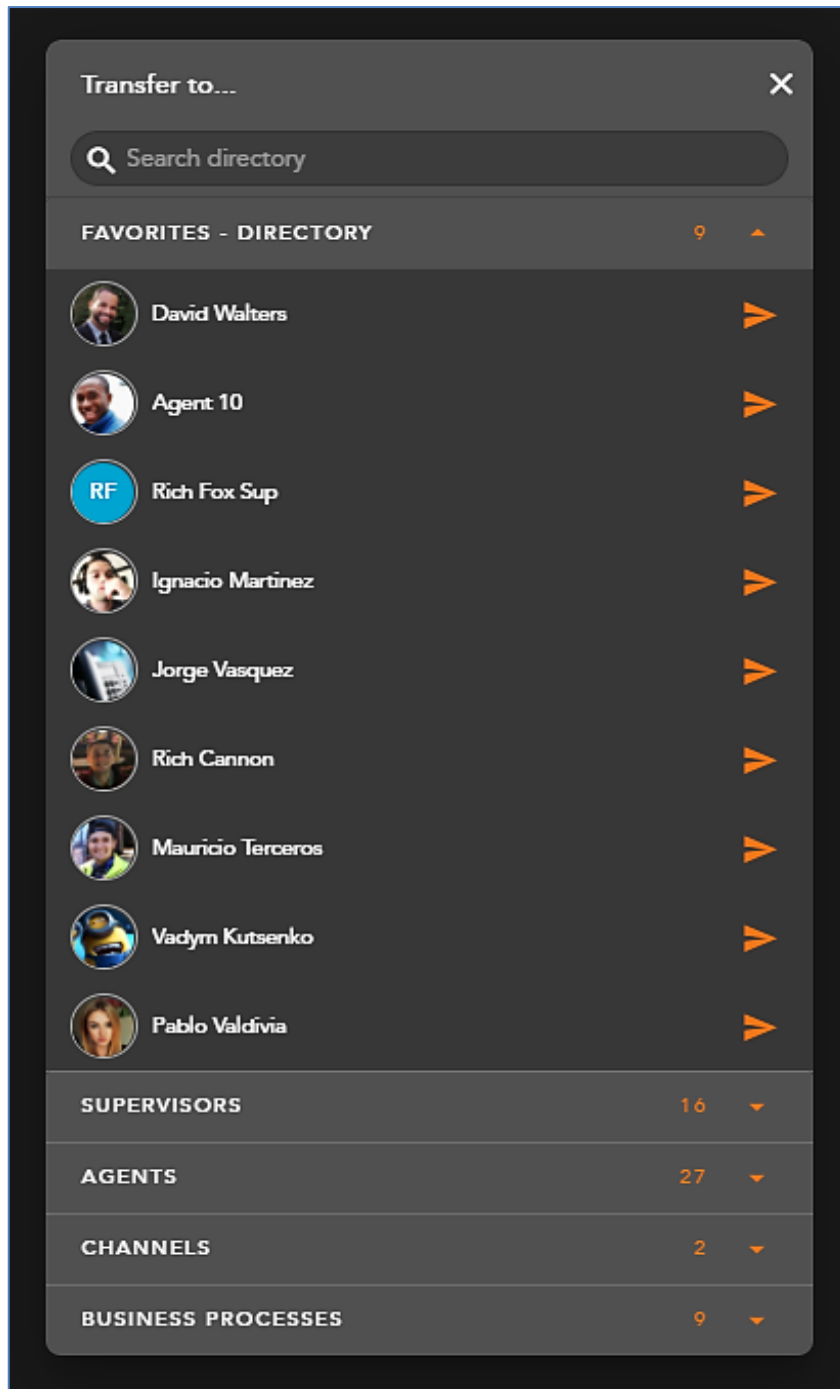 Transfer to...
Search directory
FAVORITES - DIRECTORY 9
David Walters
Agent 10
RF Rich Fox Sup
Ignacio Martinez
Jorge Vasquez
Rich Cannon
Mauricio Terceros
Vadym Kutsenko
Pablo Valdivia
SUPERVISORS 16
AGENTS 27
CHANNELS 2
BUSINESS PROCESSES 9